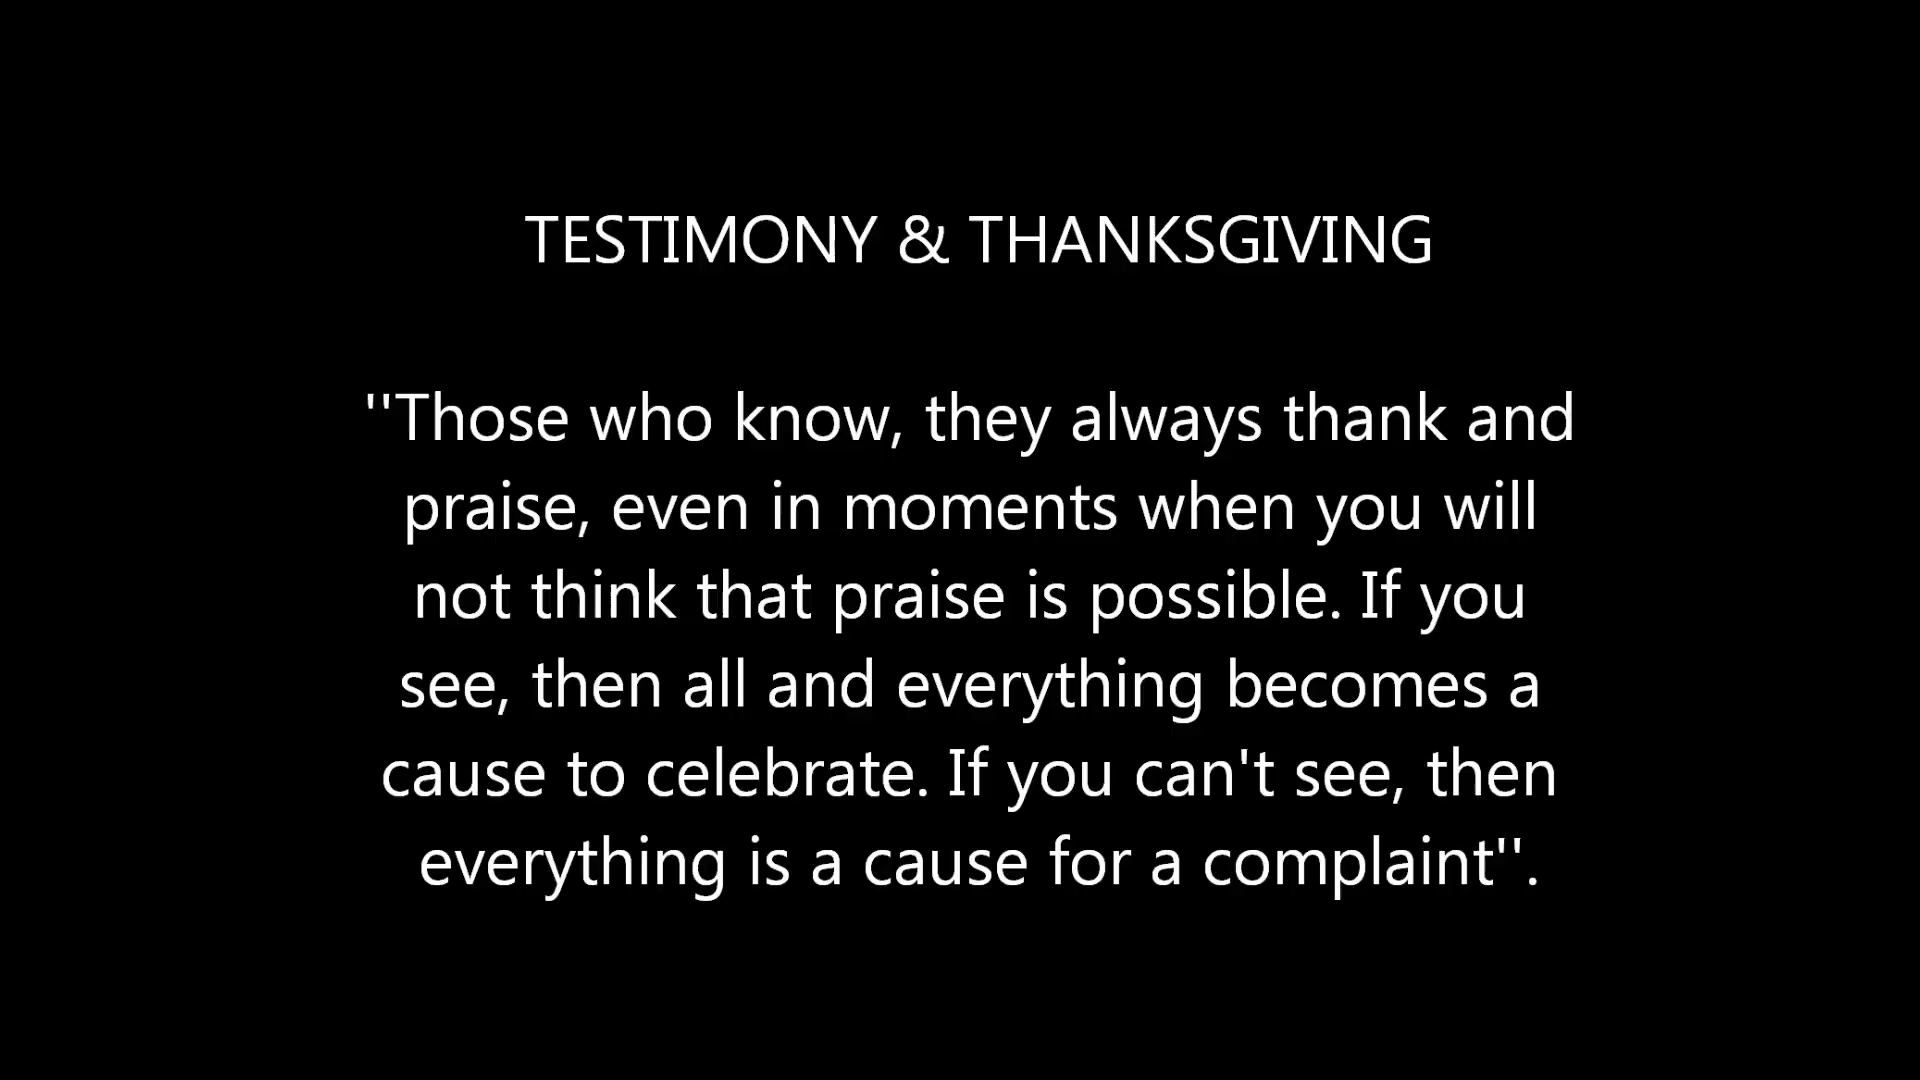 TESTIMONY & THANKSGIVING
''Those who know, they always thank and
praise, even in moments when you will
not think that praise is possible. If you
see, then all and everything becomes a
cause to celebrate. If you can't see, then
everything is a cause for a complaint''.